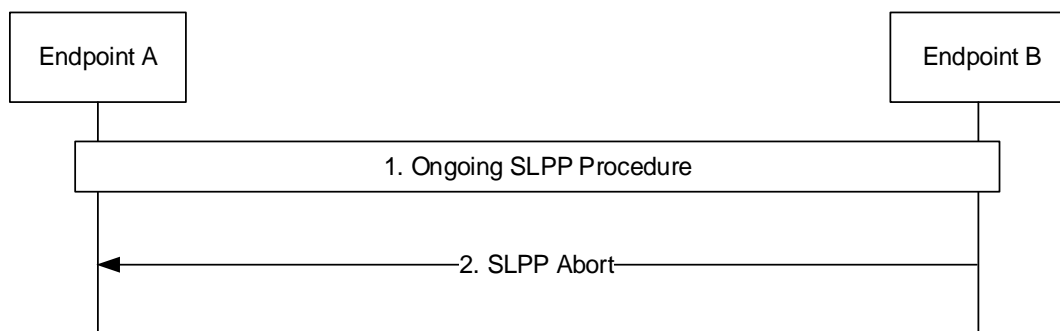 Endpoint A
Endpoint B
1. Ongoing SLPP Procedure
2. SLPP Abort